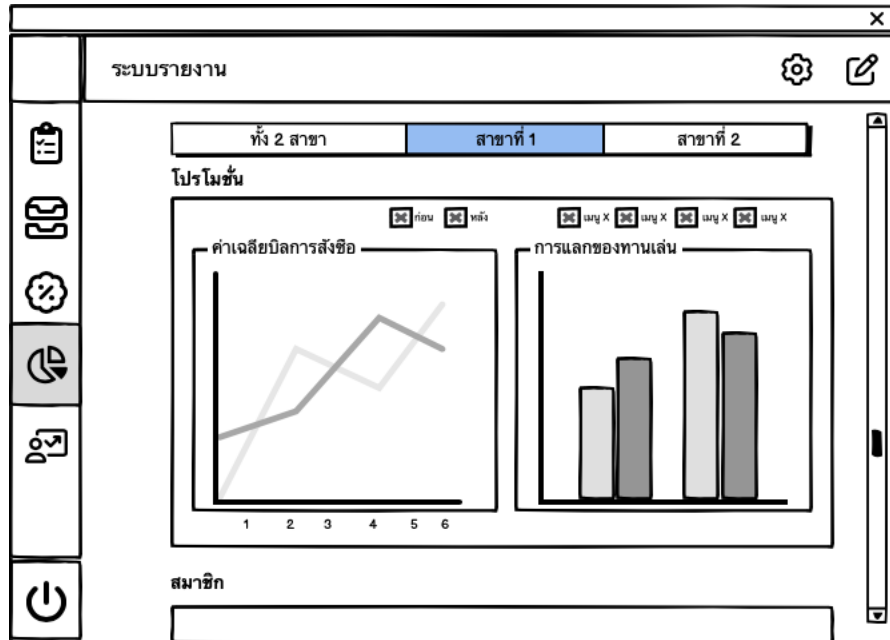 ระบบรายงาน
ทั้ง 2 สาขา สาขาที่ 1 สาขาที่ 2
โปรโมชั่น
ก่อน หลัง เมนู X เมนู X เมนู X เมนู X
ค่าเฉลียบิลการสังซือ การแลกของทานเล่น
1 2 3 4 5 6
สมาชิก